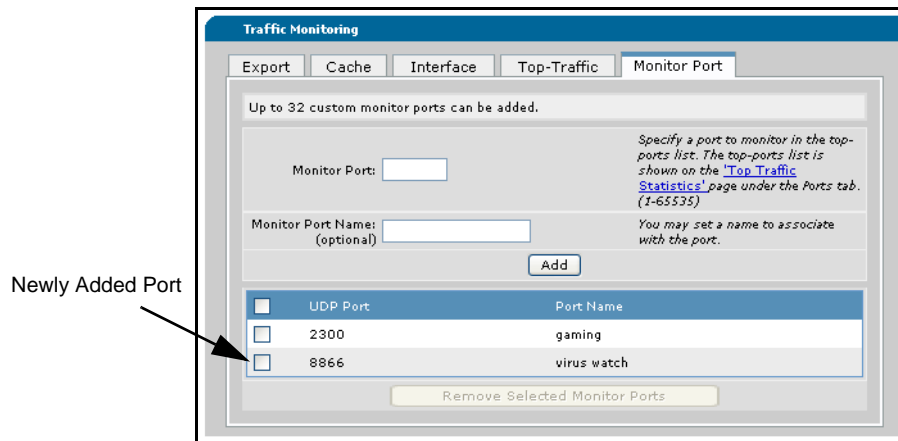 Traffic Monitoring
Export Cache Interface Top-Traffic Monitor Port
Up to 32 custom monitor ports can be added.
Monitor Port:
Specify a port to monitor in the top-
ports list. The top-ports list is
shown on the 'Top Traffic
Statistics' page under the Ports tab.
(1-65535)
Monitor Port Name:
(optional)
You may set a name to associate
with the port.
Add
Newly Added Port
UDP Port Port Name
2300 gaming
8866 virus watch
Remove Selected Monitor Ports